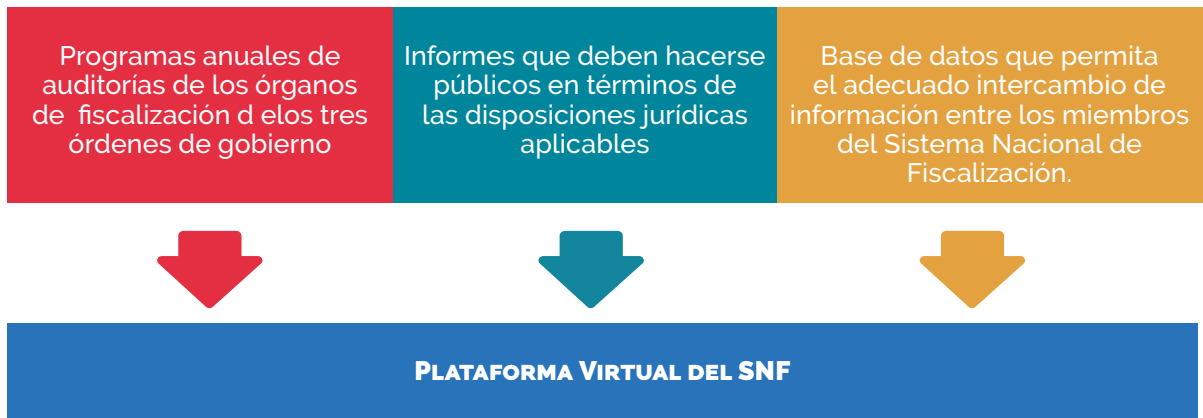 Programas anuales de
auditorías de los órganos
de fiscalización d elos tres
órdenes de gobierno
Informes que deben hacerse
públicos en términos de
las disposiciones jurídicas
aplicables
Base de datos que permita
el adecuado intercambio de
información entre los miembros
del Sistema Nacional de
Fiscalización.
Plataforma Virtual del SNF